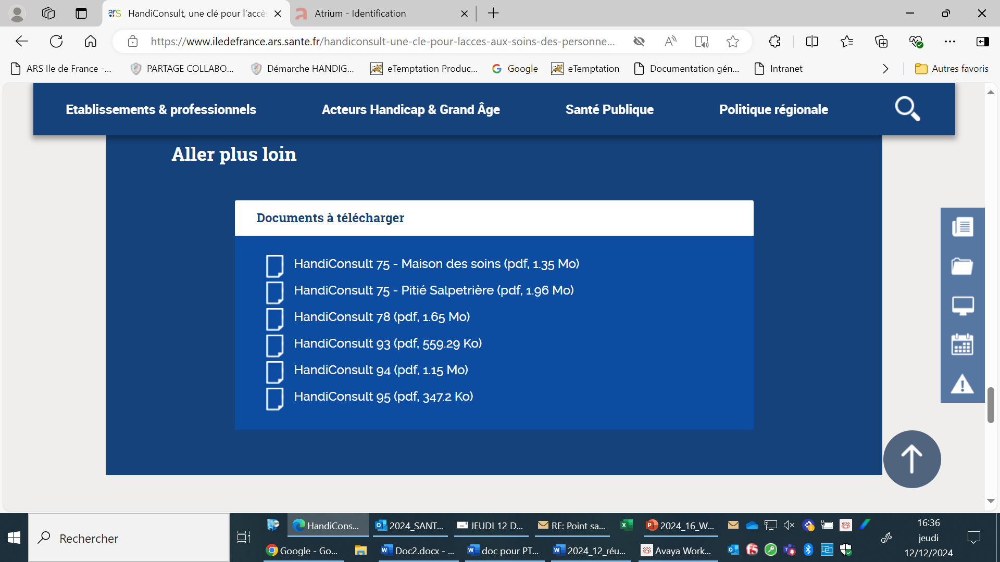 HandiConsult, une clé pour l'accès
Atrium - Identification
https://www.iledefrance.ars.sante.fr/handiconsult-une-cle-pour-lacces-aux-soins-des-personne...
ARS Ile de France -...
PARTAGE COLLABO...
Démarche HANDIG...
eTemptation Produc...
Google
eTemptation
Documentation gén...
Intranet
Autres favoris
Etablissements & professionnels
Acteurs Handicap & Grand Âge
Santé Publique
Politique régionale
Aller plus loin
Documents à télécharger
HandiConsult 75 - Maison des soins (pdf, 1.35 Mo)
HandiConsult 75 - Pitié Salpetrière (pdf, 1.96 Mo)
HandiConsult 78 (pdf, 1.65 Mo)
HandiConsult 93 (pdf, 559.29 Ko)
HandiConsult 94 (pdf, 1.15 Mo)
HandiConsult 95 (pdf, 347.2 Ko)
Rechercher
HandiCons...
2024_SANT...
JEUDI 12 D...
RE: Point sa...
2024_16_W...
Google - Go...
Doc2.docx - ...
doc pour PT...
2024_12_réu...
Avaya Work...
16:36
jeudi
12/12/2024